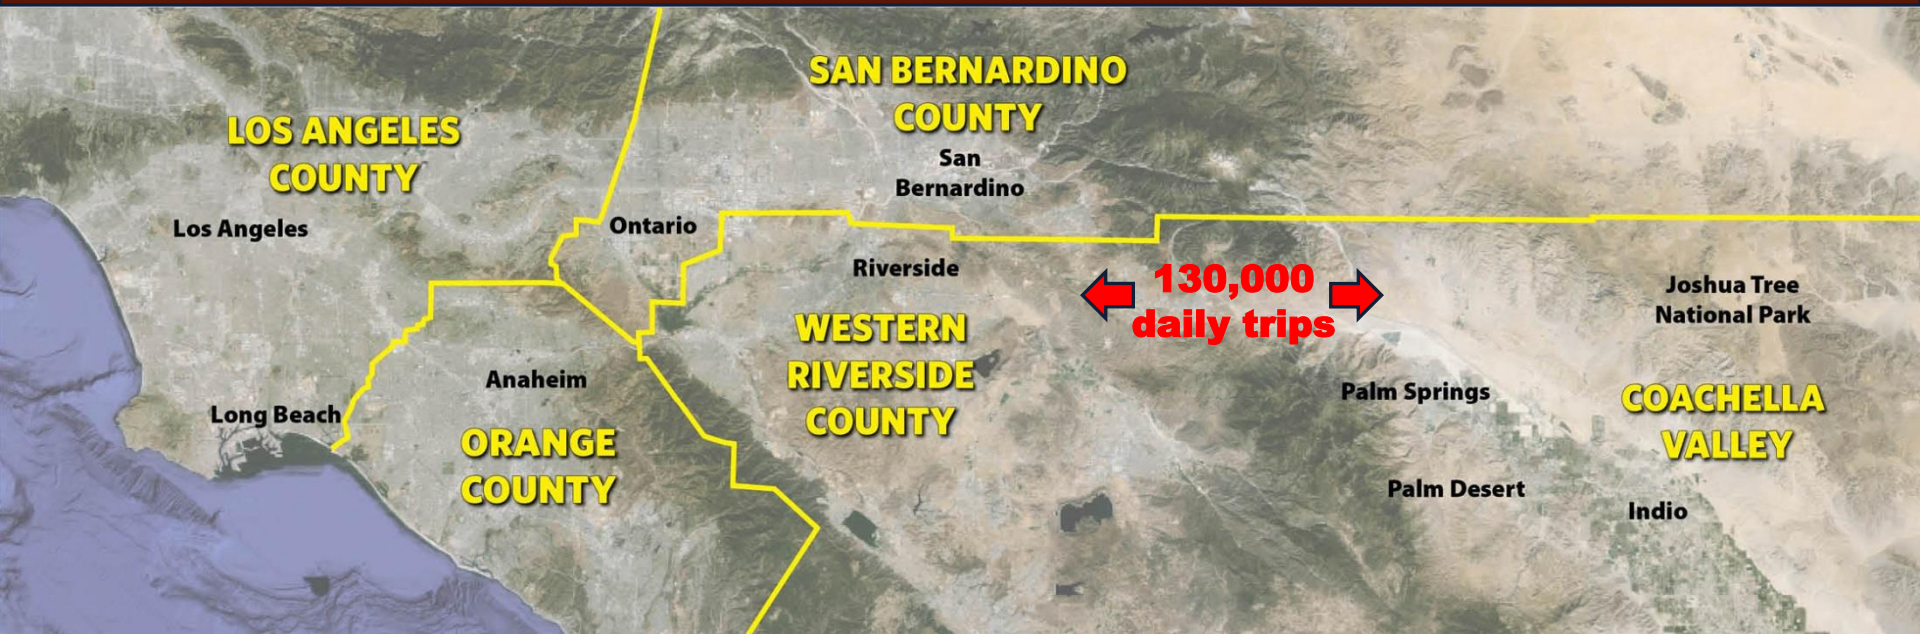 SAN BERNARDINO
COUNTY
LOS ANGELES
COUNTY
San
Bernardino
Los Angeles
Ontario
Riverside
130,000
daily trips
Joshua Tree
National Park
WESTERN
RIVERSIDE
COUNTY
Anaheim
Long Beach
Palm Springs
COACHELLA
VALLEY
ORANGE
COUNTY
Palm Desert
Indio